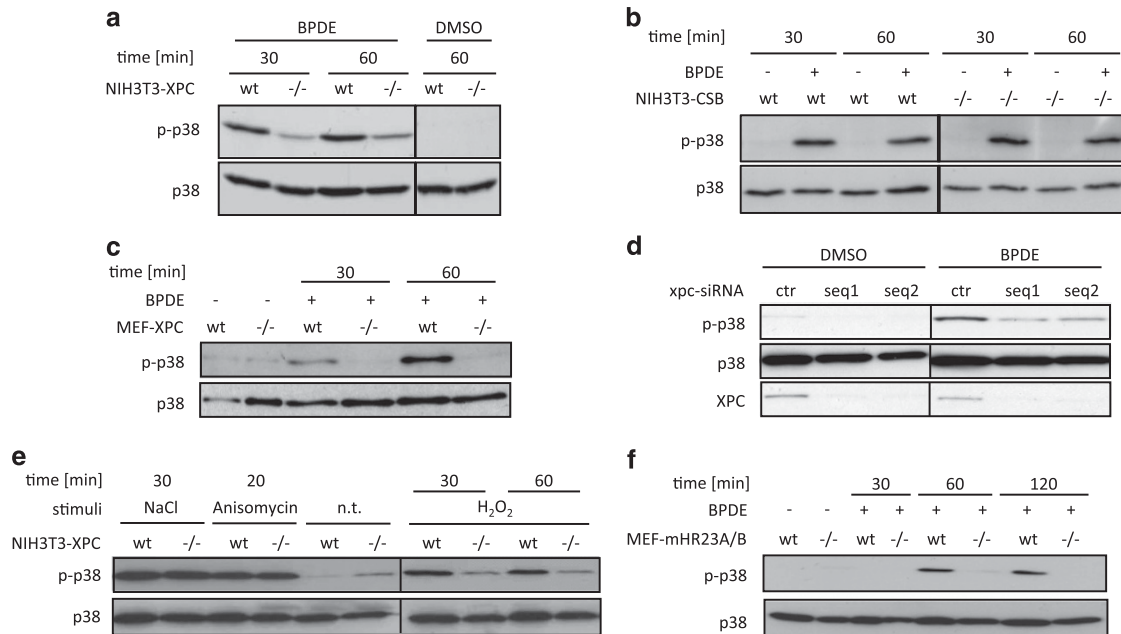 a
BPDE DMSO
time [min] 30 60 60
NIH3T3-XPC wt -/- wt -/- wt -/-
p-p38
p38
b
time [min] 30 60 30 60
BPDE - + - + - + - +
NIH3T3-CSB wt wt wt wt -/- -/- -/- -/-
p-p38
p38
c
time [min] 30 60
BPDE - - + + + +
MEF-XPC wt -/- wt -/- wt -/-
p-p38
p38
d
DMSO BPDE
xpc-siRNA ctr seq1 seq2 ctr seq1 seq2
p-p38
p38
XPC
e
time [min] 30 20 30 60
stimuli NaCl Anisomycin n.t. H₂O₂
NIH3T3-XPC wt -/- wt -/- wt -/- wt -/- wt -/-
p-p38
p38
f
time [min] 30 60 120
BPDE - - + + + + + +
MEF-mHR23A/B wt -/- wt -/- wt -/- wt -/-
p-p38
p38